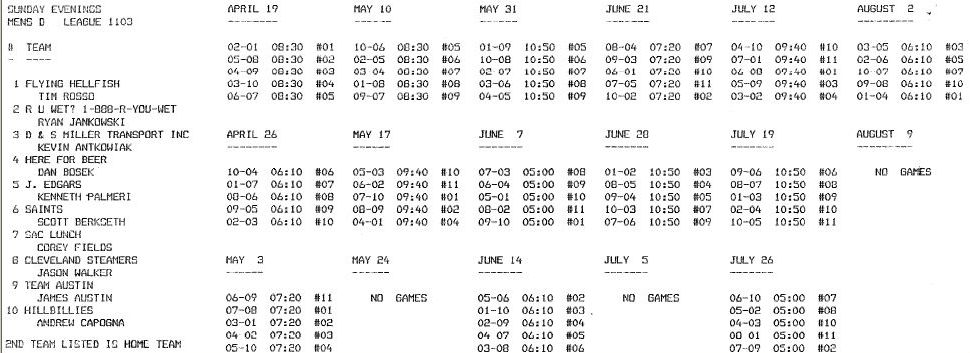 SUNDAY EVENINGS APRIL 19 MAY 10 MAY 31 JUNE 21 JULY 12 AUGUST 2
MENS D LEAGUE 1103 -------- ------ ------ ------- ------- --------
# TEAM 02-01 08:30 #01 10-06 08:30 #05 01-09 10:50 #05 08-04 07:20 #07 04-10 09:40 #10 03-05 06:10 #03
- ---- 05-08 08:30 #02 02-05 08:30 #06 10-08 10:50 #06 09-03 07:20 #09 07-01 09:40 #11 02-06 06:10 #05
04-09 08:30 #03 03 04 08:30 #07 02-07 10:50 #07 06-01 07:20 #10 06 08 09:40 #01 10-07 06:10 #08
1 FLYING HELLFISH 03-10 08:30 #04 01-08 08:30 #08 03-06 10:50 #08 07-05 07:20 #11 05-09 09:40 #03 08-09 06:10 #10
TIM ROSSO 06-07 08:30 #05 09-07 08:30 #09 04-05 10:50 #09 10-02 07:20 #02 03-02 09:40 #04 01-04 06:10 #01
2 R U WET? 1-888-R-YOU-WET
RYAN JANKOWSKI
3 D & S MILLER TRANSPORT INC APRIL 26 MAY 17 JUNE 7 JUNE 28 JULY 19 AUGUST 9
KEVIN ANTKOWIAK -------- ------ ------- ------- ------- --------
4 HERE FOR BEER
DAN BOSEK 10-04 06:10 #06 05-03 09:40 #10 07-03 05:00 #08 01-02 10:50 #03 09-06 10:50 #06 NO GAMES
5 J. EDGARS 01-07 06:10 #07 06-02 09:40 #11 06-04 05:00 #09 08-05 10:50 #04 08-07 10:50 #08
KENNETH PALMERI 08-06 06:10 #08 07-10 09:40 #01 05-01 05:00 #10 09-04 10:50 #05 01-03 10:50 #09
6 SAINTS 09-05 06:10 #09 08-09 09:40 #02 08-02 05:00 #11 10-03 10:50 #07 02-04 10:50 #10
SCOTT BERKSETH 02-03 06:10 #10 04-01 09:40 #04 09-10 05:00 #01 07-06 10:50 #09 10-05 10:50 #11
7 SAC LUNCH
COREY FIELDS
8 CLEVELAND STEAMERS MAY 3 MAY 24 JUNE 14 JULY 5 JULY 26
JASON WALKER ------- ------ ------- ------- -------
9 TEAM AUSTIN
JAMES AUSTIN 06-09 07:20 #11 NO GAMES 05-06 06:10 #02 NO GAMES 06-10 05:00 #07
10 HILLBILLIES 07-08 07:20 #01 01-10 06:10 #03 05-02 05:00 #08
ANDREW CAPOGNA 03-01 07:20 #02 02-09 06:10 #04 04-03 05:00 #10
04-02 07:20 #03 04 07 06:10 #05 08 01 05:00 #11
2ND TEAM LISTED IS HOME TEAM 05-10 07:20 #04 03-08 06:10 #06 07-09 05:00 #02